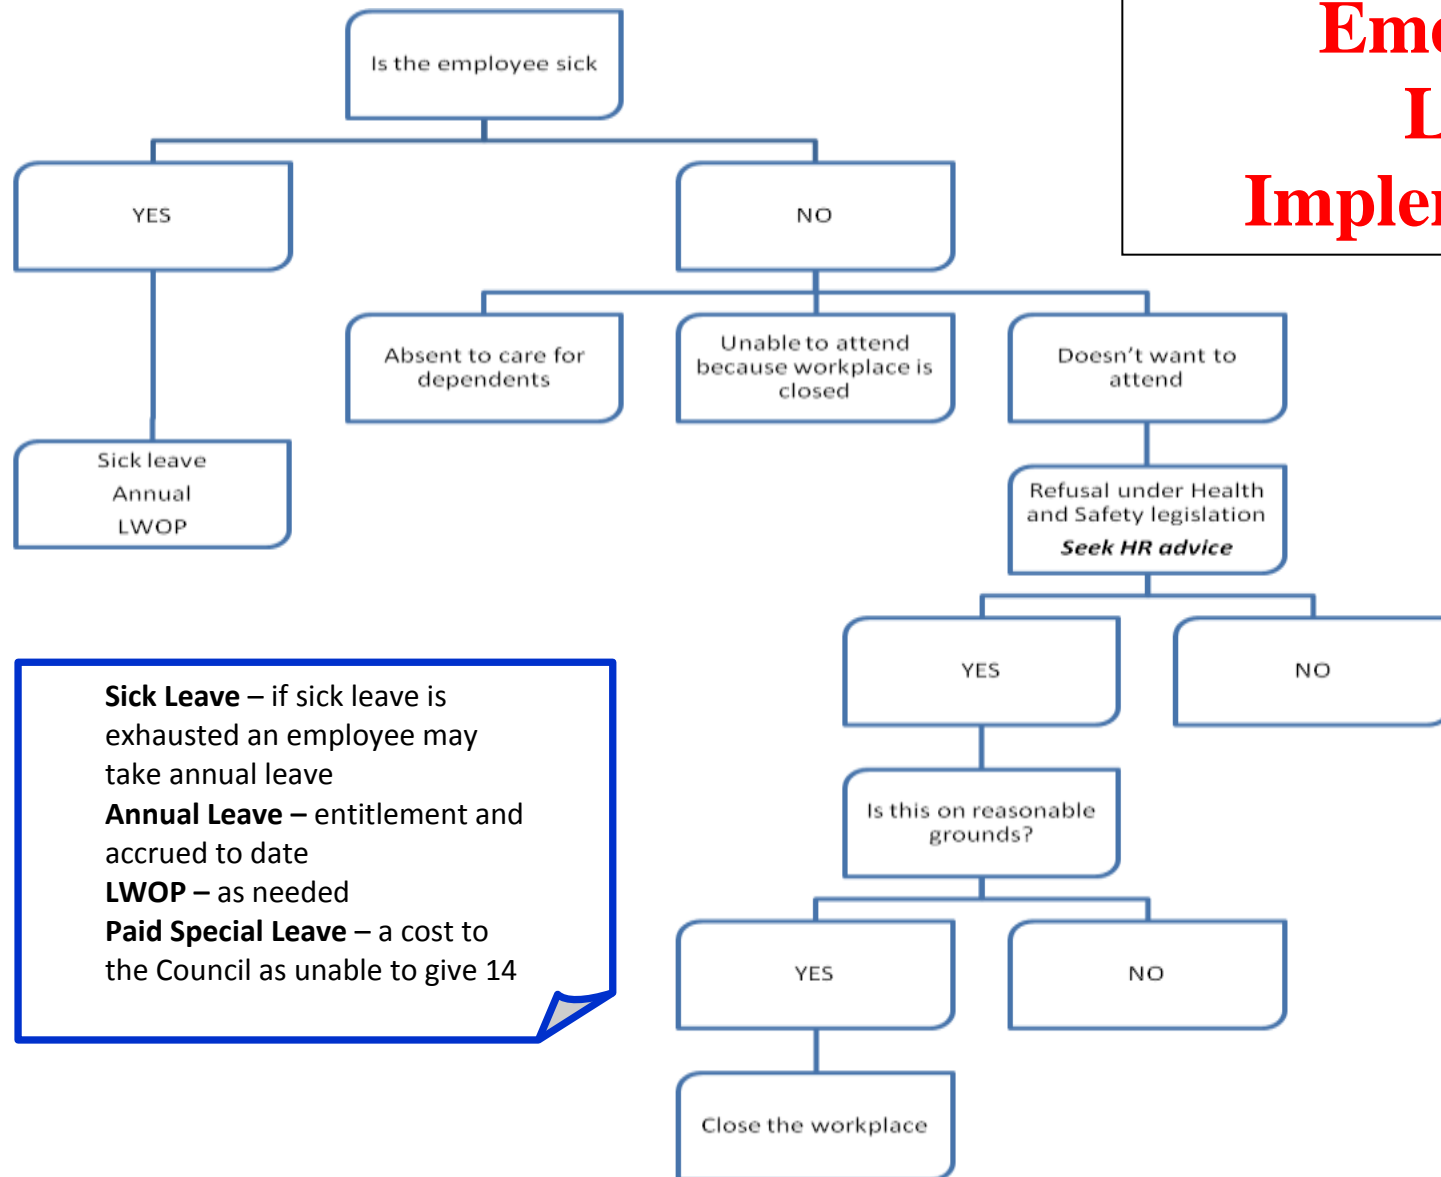 Is the employee sick
YES
NO
Absent to care for
dependents
Unable to attend
because workplace is
closed
Doesn't want to
attend
Sick leave
Annual
LWOP
Refusal under Health
and Safety legislation
Seek HR advice
YES
NO
Is this on reasonable
grounds?
YES
NO
Close the workplace
Sick Leave – if sick leave is
exhausted an employee may
take annual leave
Annual Leave – entitlement and
accrued to date
LWOP – as needed
Paid Special Leave – a cost to
the Council as unable to give 14